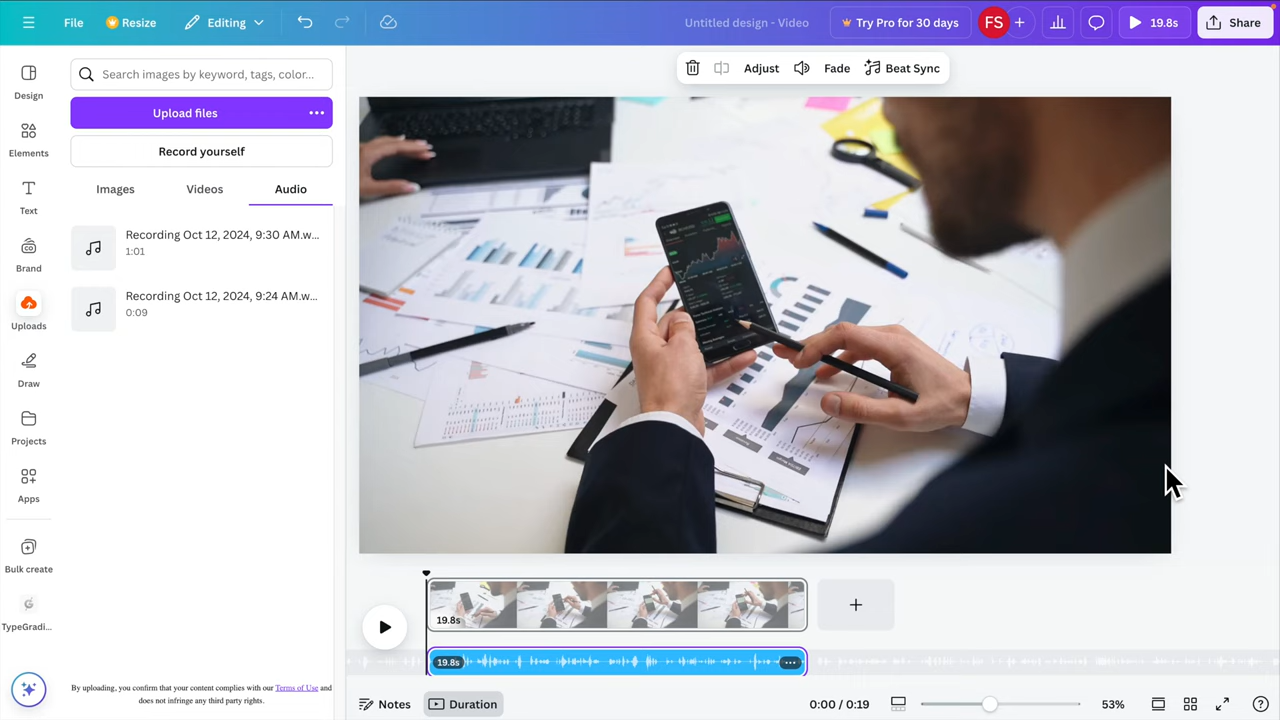 File
Resize
Editing
Untitled design - Video
Try Pro for 30 days
FS
19.8s
Share
Design
Elements
Text
Brand
Uploads
Draw
Projects
Apps
Bulk create
TypeGradi...
Search images by keyword, tags, color...
Upload files
Record yourself
Images
Videos
Audio
Recording Oct 12, 2024, 9:30 AM.w...
1:01
Recording Oct 12, 2024, 9:24 AM.w...
0:09
By uploading, you confirm that your content complies with our Terms of Use and
does not infringe any third party rights.
Adjust
Fade
Beat Sync
19.8s
19.8s
Notes
Duration
0:00 / 0:19
53%